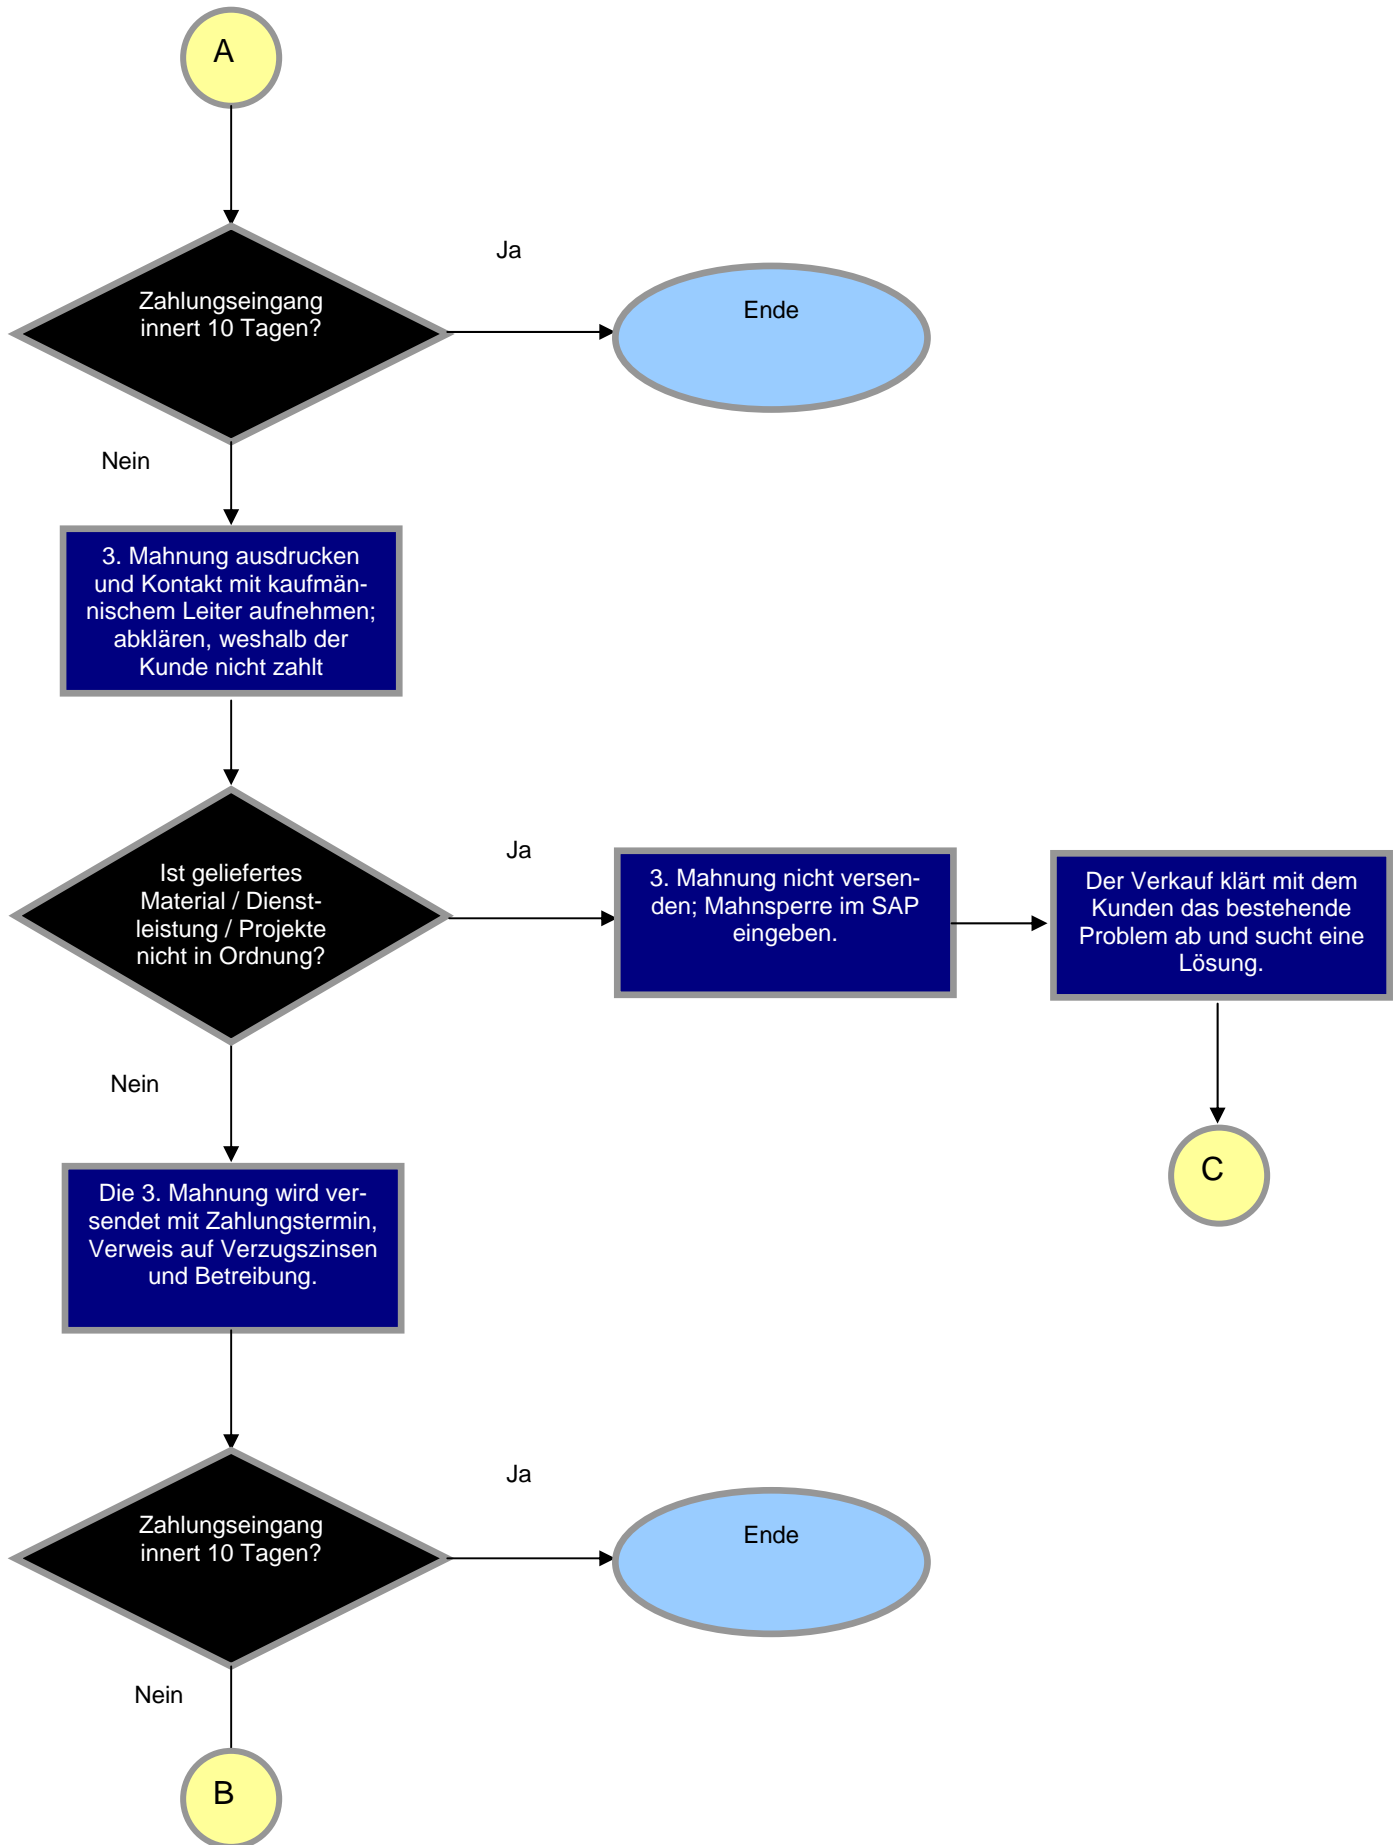 A
Ja
Zahlungseingang
innert 10 Tagen?
Ende
Nein
3. Mahnung ausdrucken
und Kontakt mit kaufmän-
nischem Leiter aufnehmen;
abklären, weshalb der
Kunde nicht zahlt
Ja
Ist geliefertes
Material / Dienst-
leistung / Projekte
nicht in Ordnung?
3. Mahnung nicht versen-
den; Mahnsperre im SAP
eingeben.
Der Verkauf klärt mit dem
Kunden das bestehende
Problem ab und sucht eine
Lösung.
Nein
C
Die 3. Mahnung wird ver-
sendet mit Zahlungstermin,
Verweis auf Verzugszinsen
und Betreibung.
Ja
Zahlungseingang
innert 10 Tagen?
Ende
Nein
B